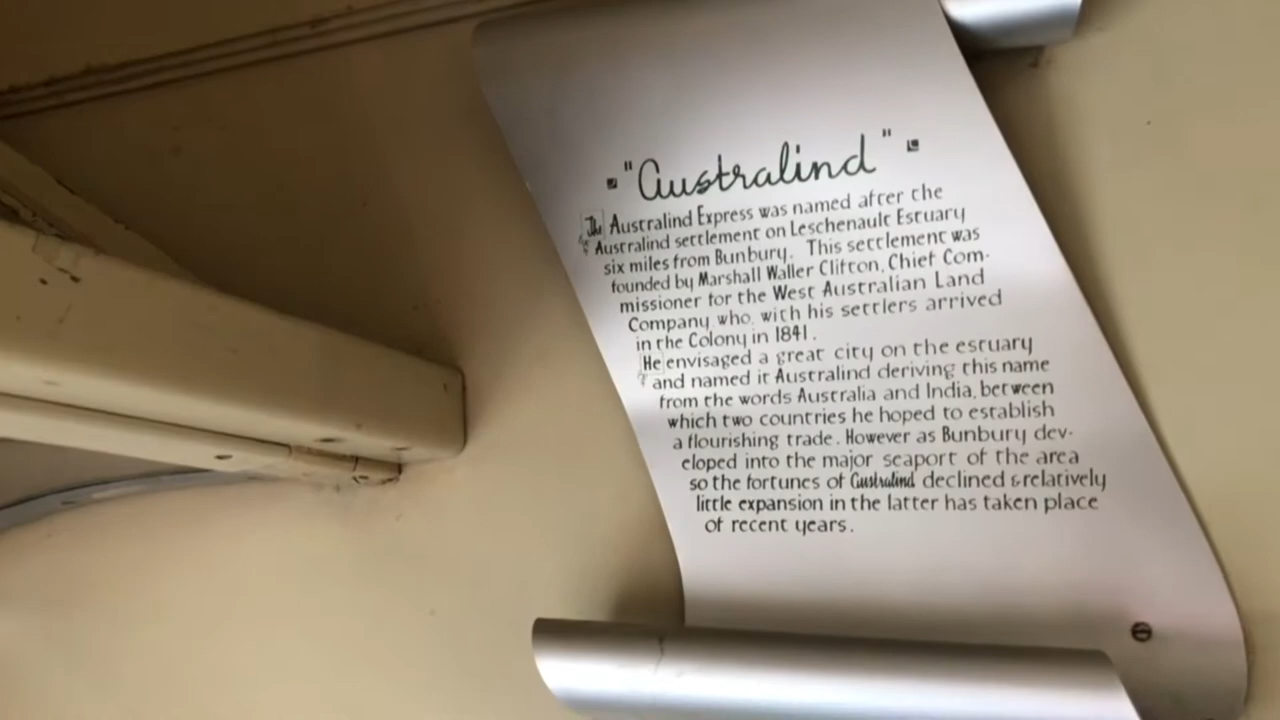 "Australind"
The Australind Express was named after the
Australind settlement on Leschenault Estuary
six miles from Bunbury. This settlement was
founded by Marshall Waller Clifton, Chief Com-
missioner for the West Australian Land
Company who, with his settlers arrived
in the Colony in 1841.
He envisaged a great city on the estuary
and named it Australind deriving this name
from the words Australia and India, between
which two countries he hoped to establish
a flourishing trade. However as Bunbury dev-
eloped into the major seaport of the area
so the fortunes of Australind declined & relatively
little expansion in the latter has taken place
of recent years.